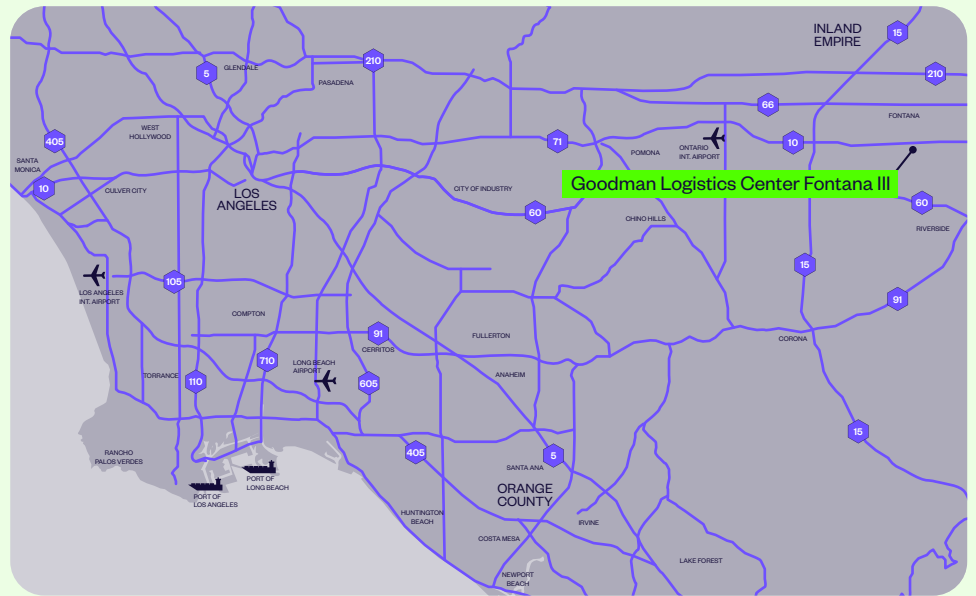 INLAND
EMPIRE
15
5
GLENDALE
210
210
PASADENA
66
FONTANA
WEST
HOLLYWOOD
405
71
10
ONTARIO
INT. AIRPORT
POMONA
SANTA
MONICA
10
CULVER CITY
LOS
ANGELES
CITY OF INDUSTRY
Goodman Logistics Center Fontana III
60
60
CHINO HILLS
RIVERSIDE
15
LOS ANGELES
INT. AIRPORT
105
91
COMPTON
91
CERRITOS
FULLERTON
CORONA
710
LONG BEACH
AIRPORT
TORRANCE
110
605
ANAHEIM
15
RANCHO
PALOS VERDES
405
5
SANTA ANA
PORT OF
LONG BEACH
PORT OF
LOS ANGELES
ORANGE
COUNTY
HUNTINGTON
BEACH
IRVINE
COSTA MESA
LAKE FOREST
NEWPORT
BEACH